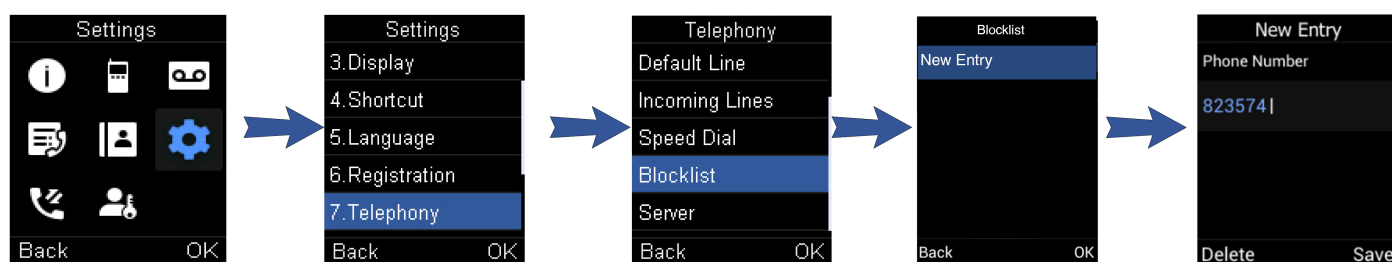 Settings
Back OK
Settings
3.Display
4.Shortcut
5.Language
6.Registration
7.Telephony
Back OK
Telephony
Default Line
Incoming Lines
Speed Dial
Blocklist
Server
Back OK
Blocklist
New Entry
Back OK
New Entry
Phone Number
823574
Delete Save